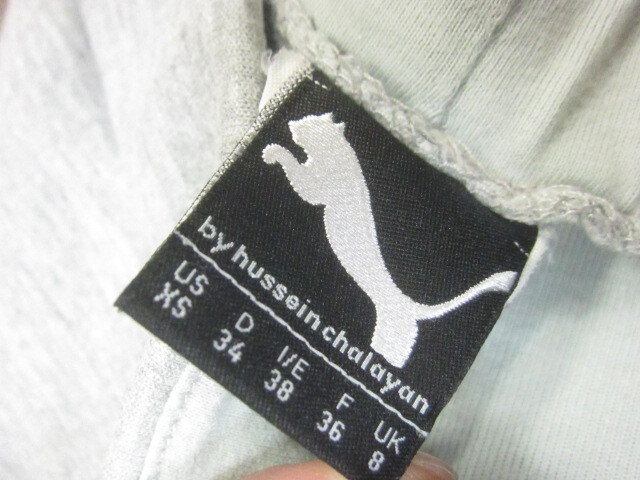 by husseinchalayan
US D I/E F UK
XS 34 38 36 8